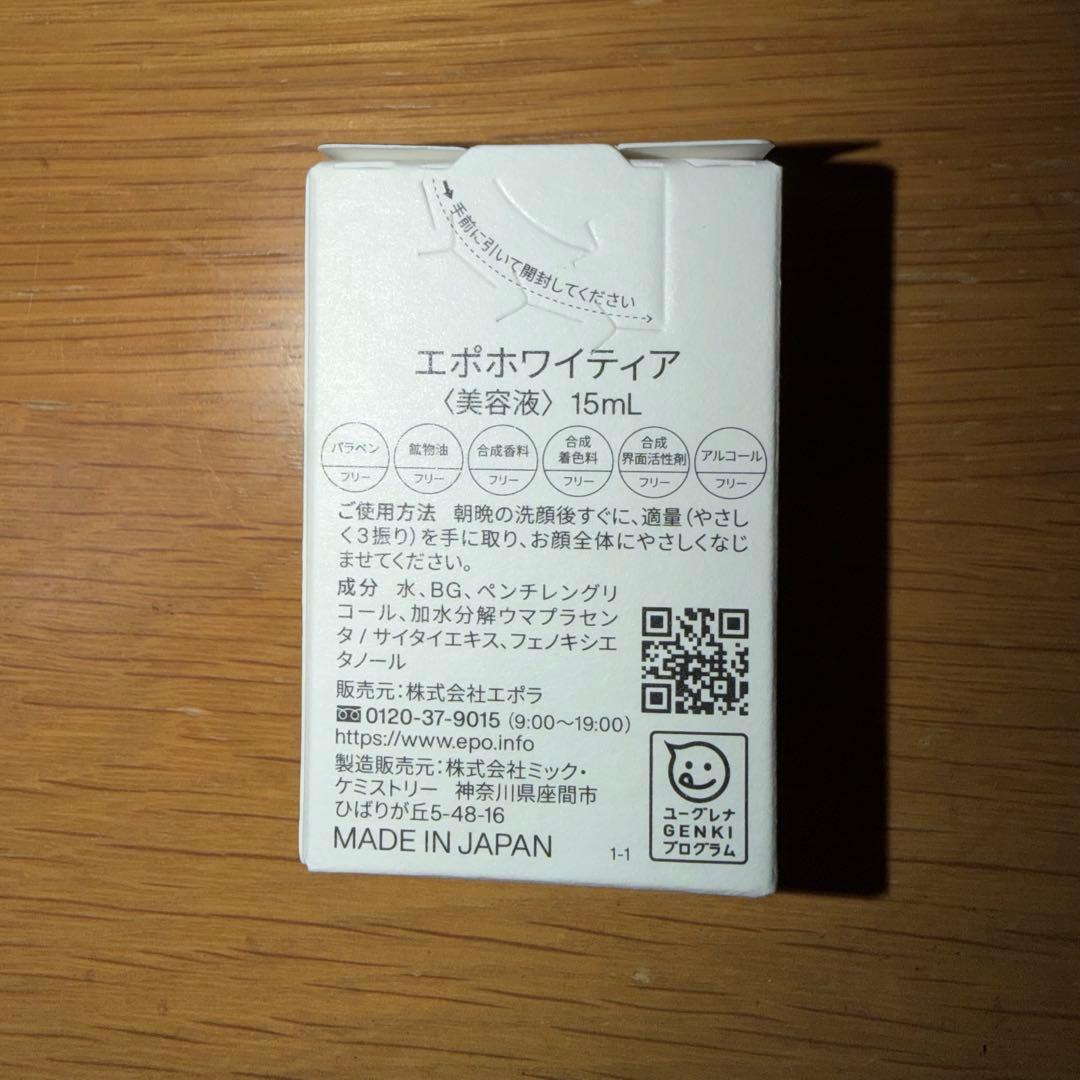 手前に引いて開封してください
エポホワイティア
〈美容液〉 15mL
パラベン
フリー
鉱物油
フリー
合成香料
フリー
合成
着色料
フリー
合成
界面活性剤
フリー
アルコール
フリー
ご使用方法　朝晩の洗顔後すぐに、適量（やさし
く3振り）を手に取り、お顔全体にやさしくなじ
ませてください。
成分　水、BG、ペンチレングリ
コール、加水分解ウマプラセン
タ / サイタイエキス、フェノキシエ
タノール
販売元：株式会社エポラ
0120-37-9015（9:00〜19:00）
https://www.epo.info
製造販売元：株式会社ミック・
ケミストリー　神奈川県座間市
ひばりが丘5-48-16
MADE IN JAPAN
1-1
ユーグレナ
GENKI
プログラム